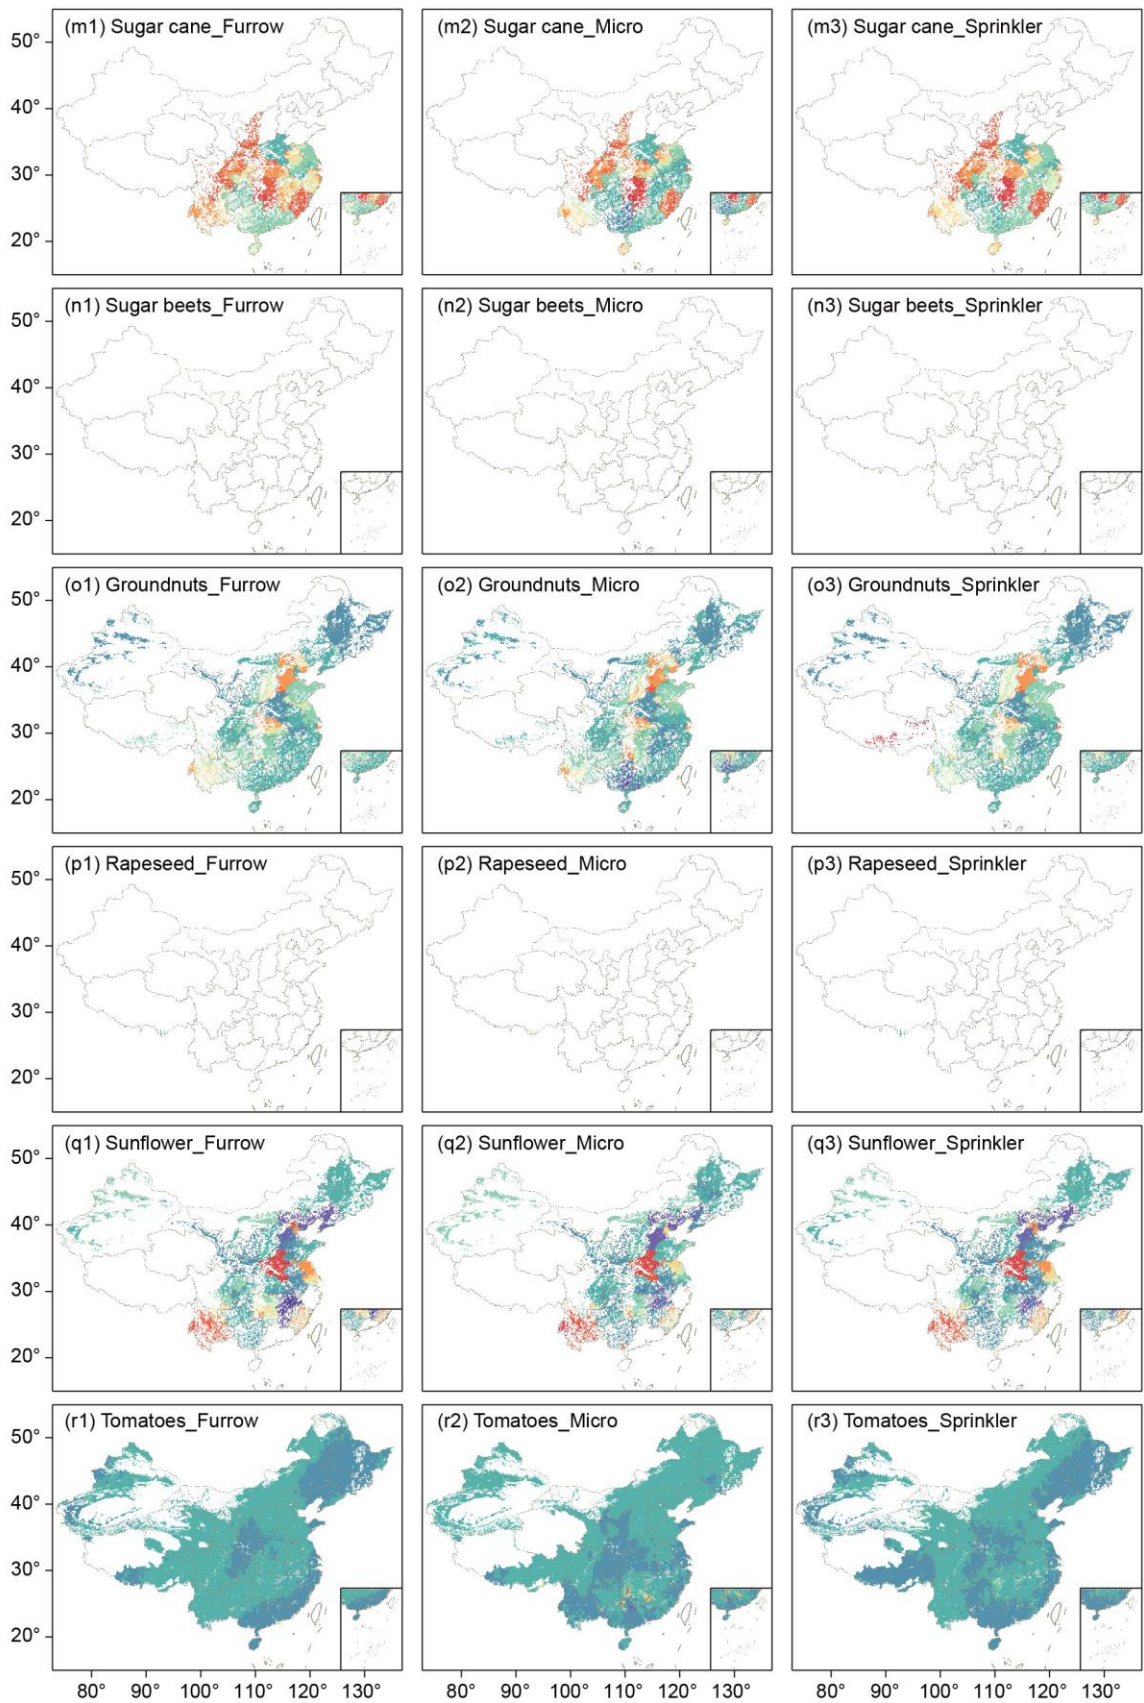 (m1) Sugar cane_Furrow
(m2) Sugar cane_Micro
(m3) Sugar cane_Sprinkler
50°
40°
30°
20°
(n1) Sugar beets_Furrow
(n2) Sugar beets_Micro
(n3) Sugar beets_Sprinkler
50°
40°
30°
20°
(o1) Groundnuts_Furrow
(o2) Groundnuts_Micro
(o3) Groundnuts_Sprinkler
50°
40°
30°
20°
(p1) Rapeseed_Furrow
(p2) Rapeseed_Micro
(p3) Rapeseed_Sprinkler
50°
40°
30°
20°
(q1) Sunflower_Furrow
(q2) Sunflower_Micro
(q3) Sunflower_Sprinkler
50°
40°
30°
20°
(r1) Tomatoes_Furrow
(r2) Tomatoes_Micro
(r3) Tomatoes_Sprinkler
50°
40°
30°
20°
80° 90° 100° 110° 120° 130°
80° 90° 100° 110° 120° 130°
80° 90° 100° 110° 120° 130°